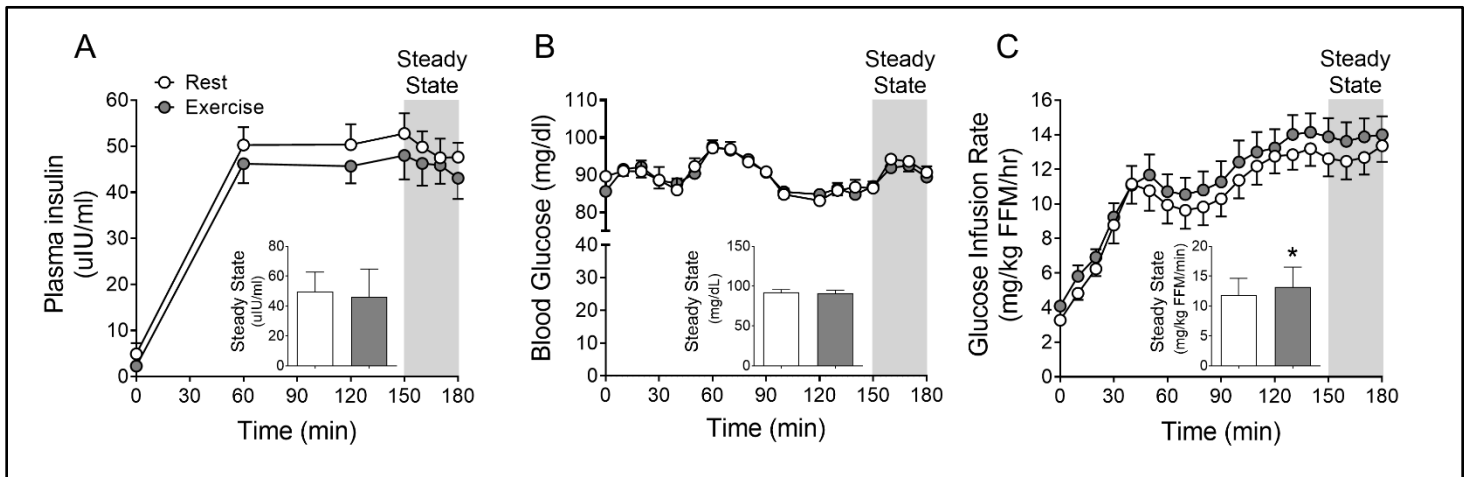 A
Rest
Exercise
Steady
State
Plasma insulin
(uIU/ml)
60
50
40
30
20
10
0
Steady State
(uIU/ml)
80
60
40
20
0
0 30 60 90 120 150 180
Time (min)
B
Steady
State
Blood Glucose (mg/dl)
110
100
90
80
40
20
0
Steady State
(mg/dL)
150
100
50
0
0 30 60 90 120 150 180
Time (min)
C
Steady
State
Glucose Infusion Rate
(mg/kg FFM/hr)
16
14
12
10
8
6
4
2
0
Steady State
(mg/kg FFM/min)
20
15
10
5
0
*
0 30 60 90 120 150 180
Time (min)